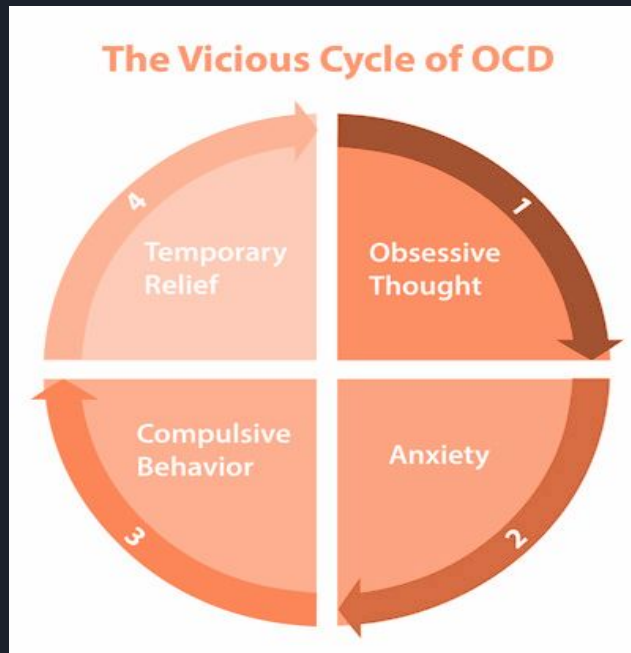 The Vicious Cycle of OCD
1
Obsessive
Thought
2
Anxiety
3
Compulsive
Behavior
4
Temporary
Relief